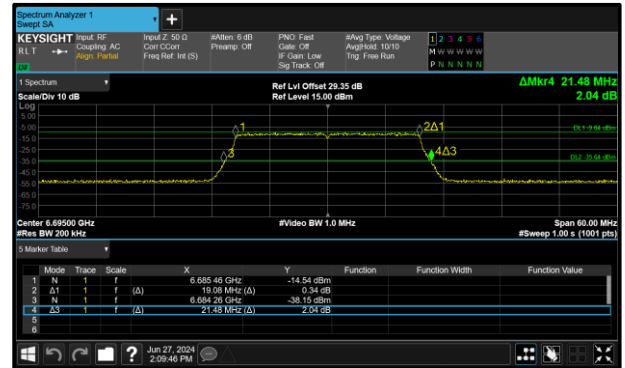 Spectrum Analyzer 1
Swept SA
+
KEYSIGHT Input: RF Input Z: 50 Ω #Atten: 6 dB PNO: Fast #Avg Type: Voltage 1 2 3 4 5 6
RLT Coupling: AC Corr CCorr Preamp: Off Gate: Off Avg|Hold: 10/10 M W W W W W
Align: Partial Freq Ref: Int (S) IF Gain: Low Trig: Free Run
Sig Track: Off P N N N N N
1 Spectrum ΔMkr4 21.48 MHz
Ref Lvl Offset 29.35 dB
Scale/Div 10 dB Ref Level 15.00 dBm 2.04 dB
Log
5.00
-5.00
1 2Δ1 DL1 -9.64 dBm
-15.0
-25.0
3 4Δ3 DL2 -35.64 dBm
-35.0
-45.0
-55.0
-65.0
-75.0
Center 6.69500 GHz #Video BW 1.0 MHz Span 60.00 MHz
#Res BW 200 kHz #Sweep 1.00 s (1001 pts)
5 Marker Table
Mode Trace Scale X Y Function Function Width Function Value
1 N 1 f 6.685 46 GHz -14.54 dBm
2 Δ1 1 f (Δ) 19.08 MHz (Δ) 0.34 dB
3 N 1 f 6.684 26 GHz -38.15 dBm
4 Δ3 1 f (Δ) 21.48 MHz (Δ) 2.04 dB
5
6
? Jun 27, 2024
2:09:46 PM